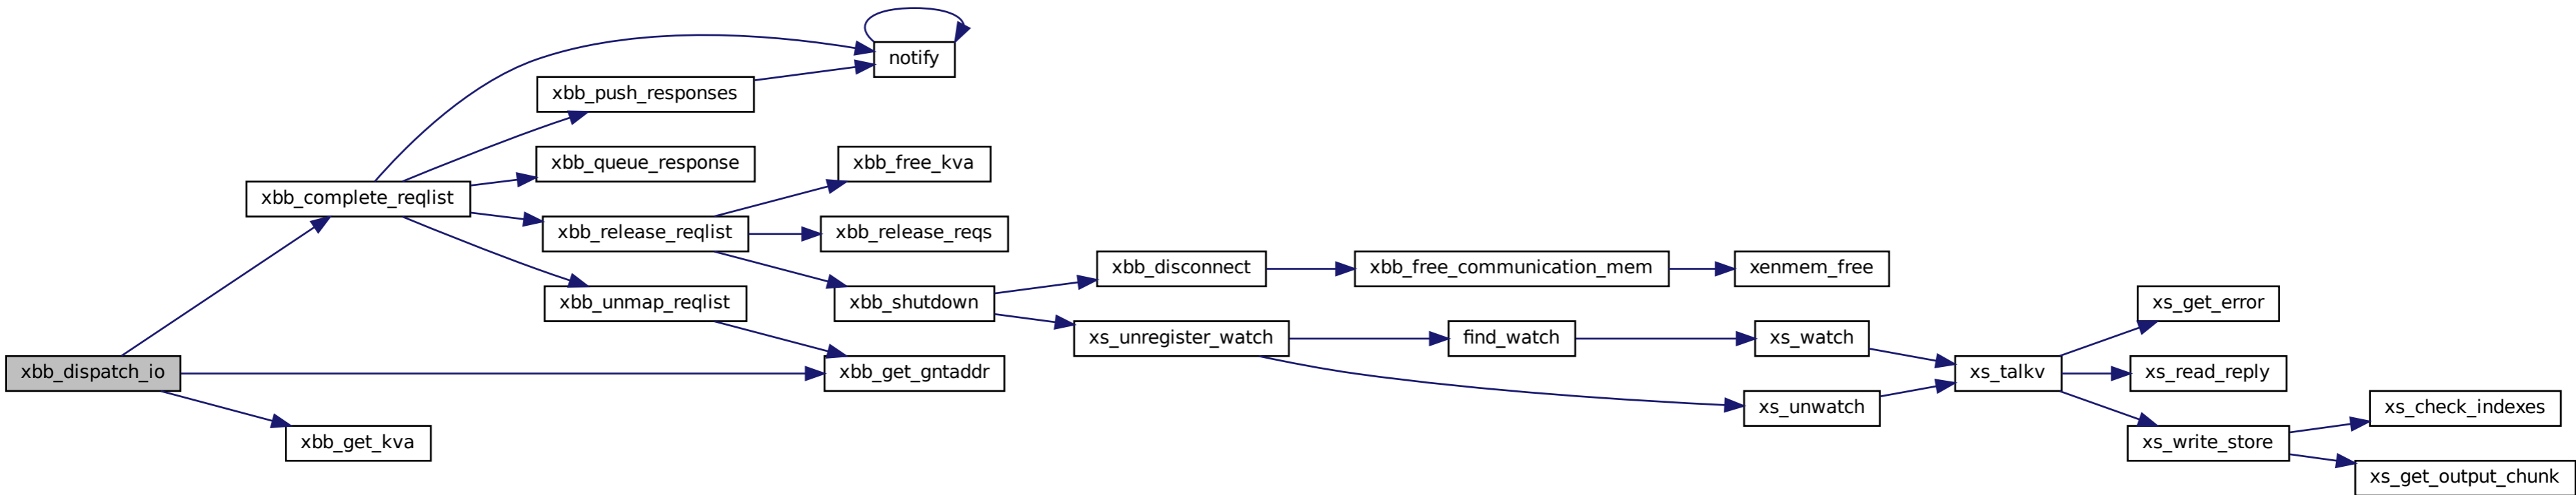 notify
xbb_push_responses
xbb_queue_response
xbb_free_kva
xbb_complete_reqlist
xbb_release_reqlist
xbb_release_reqs
xbb_disconnect
xbb_free_communication_mem
xenmem_free
xbb_unmap_reqlist
xbb_shutdown
xs_get_error
xs_unregister_watch
find_watch
xs_watch
xbb_dispatch_io
xbb_get_gntaddr
xs_talkv
xs_read_reply
xs_unwatch
xs_check_indexes
xbb_get_kva
xs_write_store
xs_get_output_chunk